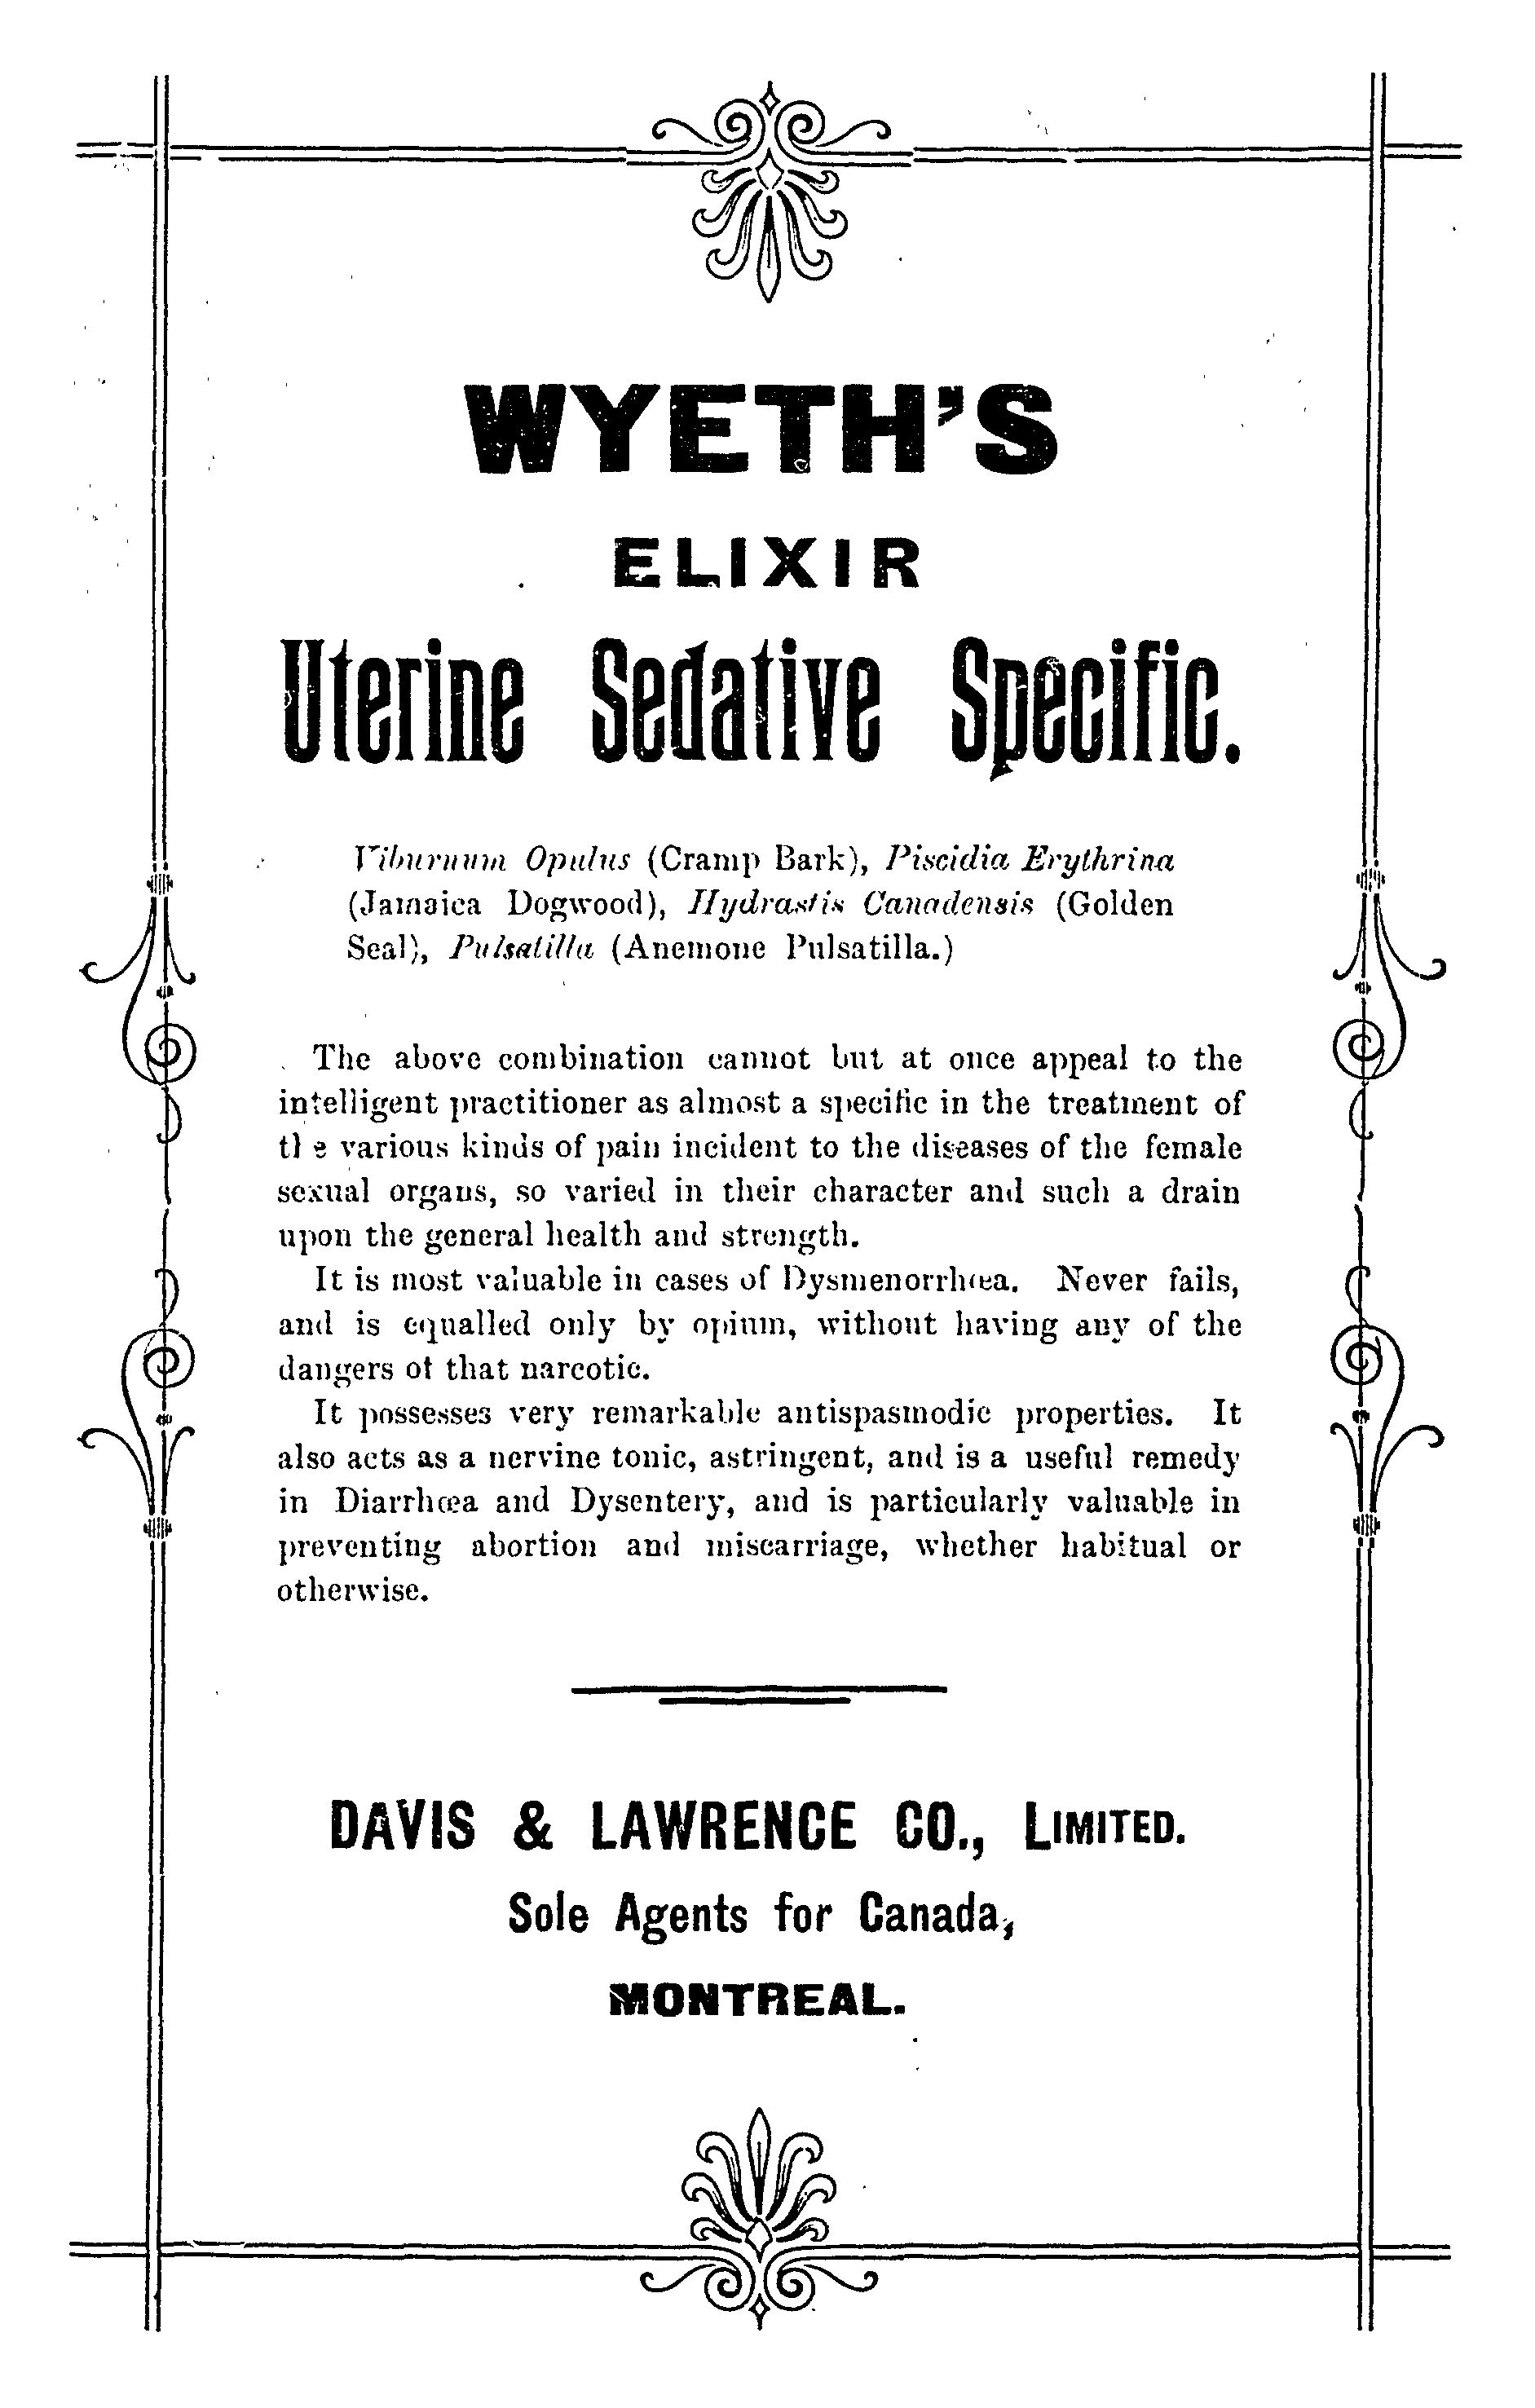 WYETH'S
ELIXIR
Uterine Sedative Specific.
Viburnum Opulus (Cramp Bark), Piscidia Erythrina
(Jamaica Dogwood), Hydrastis Canadensis (Golden
Seal), Pulsatilla (Anemone Pulsatilla.)
The above combination cannot but at once appeal to the
intelligent practitioner as almost a specific in the treatment of
the various kinds of pain incident to the diseases of the female
sexual organs, so varied in their character and such a drain
upon the general health and strength.
It is most valuable in cases of Dysmenorrhœa. Never fails,
and is equalled only by opium, without having any of the
dangers of that narcotic.
It possesses very remarkable antispasmodic properties. It
also acts as a nervine tonic, astringent, and is a useful remedy
in Diarrhœa and Dysentery, and is particularly valuable in
preventing abortion and miscarriage, whether habitual or
otherwise.
DAVIS & LAWRENCE CO., LIMITED.
Sole Agents for Canada,
MONTREAL.